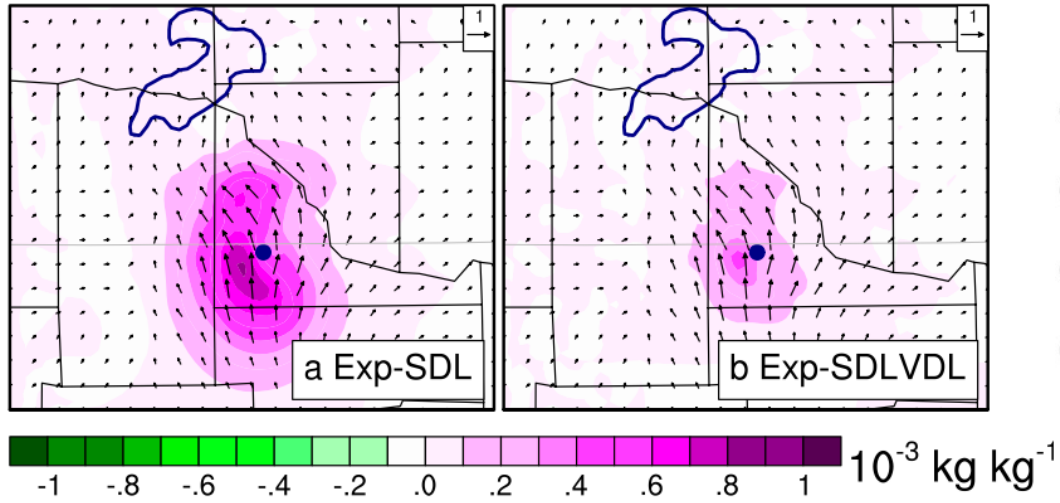 1
1
a Exp-SDL
b Exp-SDLVDL
-1 -.8 -.6 -.4 -.2 .0 .2 .4 .6 .8 1
10⁻³ kg kg⁻¹